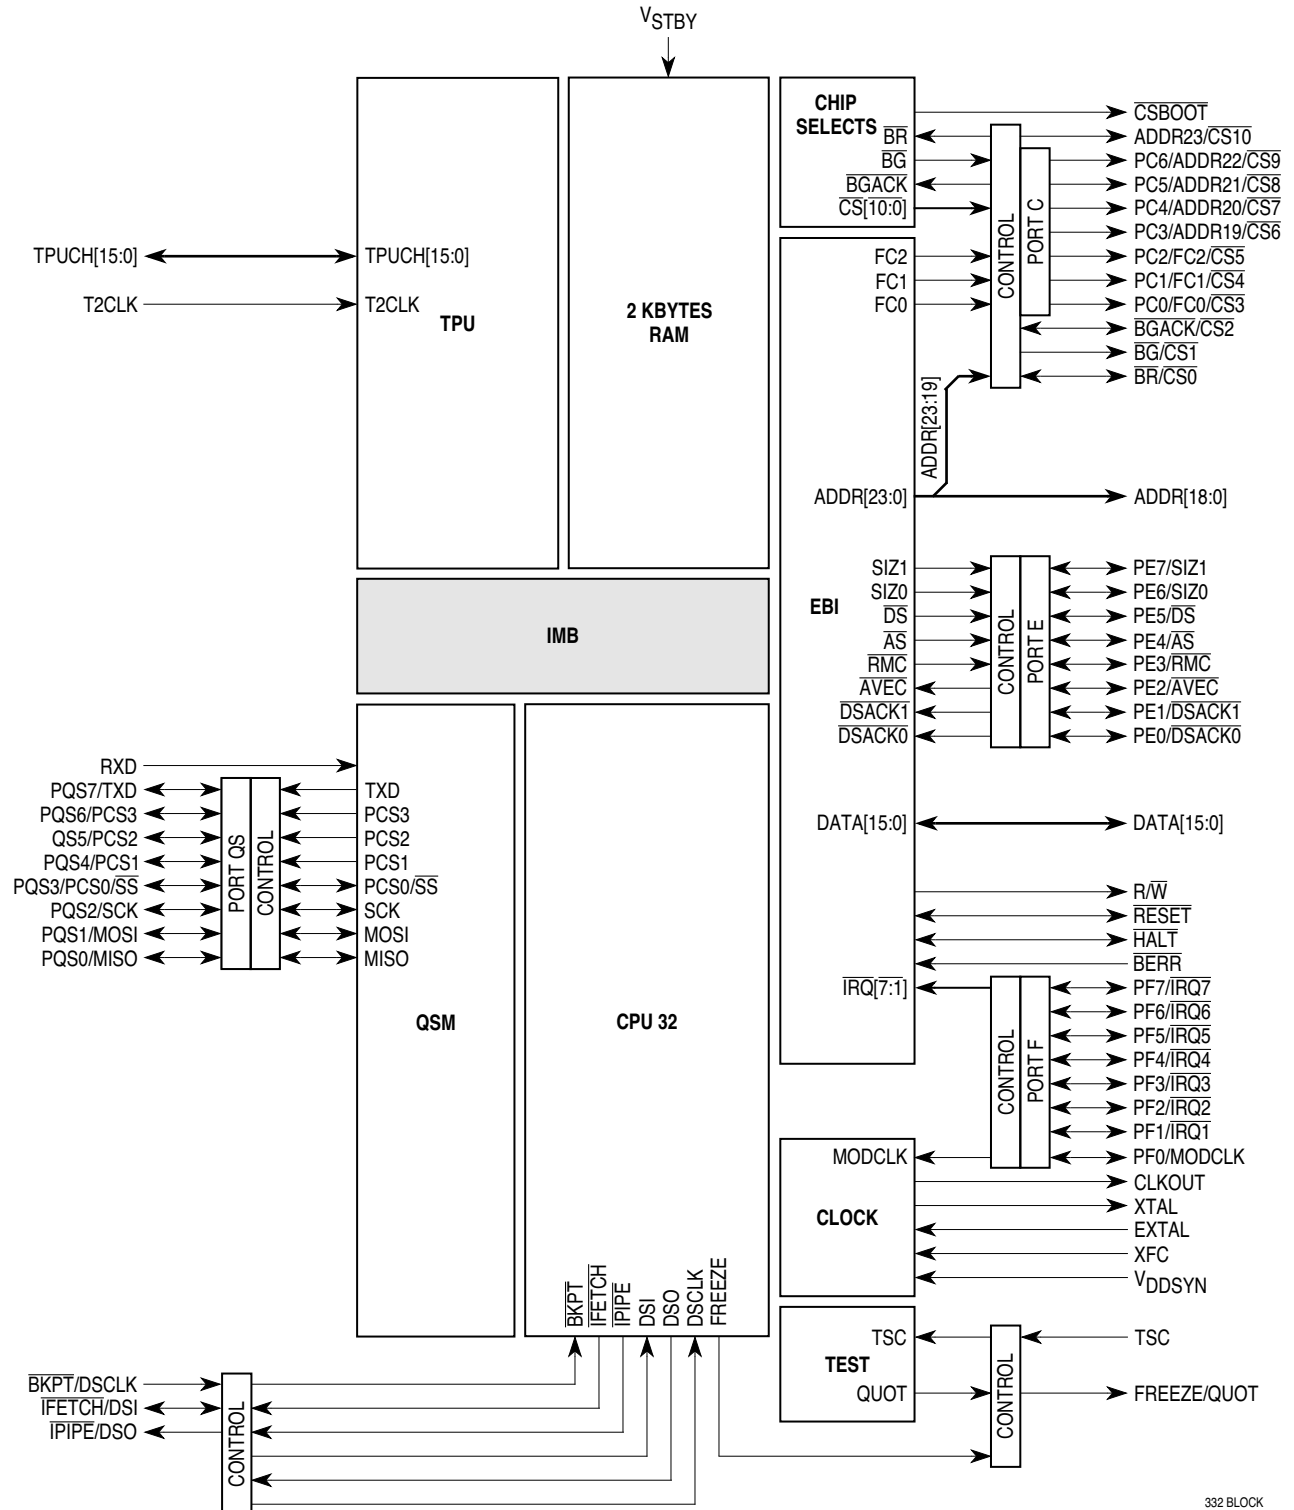 VSTBY
CHIP
SELECTS
BR
BG
BGACK
CS[10:0]
CONTROL
PORT C
CSBOOT
ADDR23/CS10
PC6/ADDR22/CS9
PC5/ADDR21/CS8
PC4/ADDR20/CS7
PC3/ADDR19/CS6
PC2/FC2/CS5
PC1/FC1/CS4
PC0/FC0/CS3
BGACK/CS2
BG/CS1
BR/CS0
TPUCH[15:0]
T2CLK
TPUCH[15:0]
T2CLK
TPU
2 KBYTES
RAM
FC2
FC1
FC0
ADDR[23:19]
ADDR[23:0]
ADDR[18:0]
EBI
SIZ1
SIZ0
DS
AS
RMC
AVEC
DSACK1
DSACK0
CONTROL
PORT E
PE7/SIZ1
PE6/SIZ0
PE5/DS
PE4/AS
PE3/RMC
PE2/AVEC
PE1/DSACK1
PE0/DSACK0
IMB
DATA[15:0]
DATA[15:0]
R/W
RESET
HALT
BERR
IRQ[7:1]
CONTROL
PORT F
PF7/IRQ7
PF6/IRQ6
PF5/IRQ5
PF4/IRQ4
PF3/IRQ3
PF2/IRQ2
PF1/IRQ1
PF0/MODCLK
RXD
PQS7/TXD
PQS6/PCS3
QS5/PCS2
PQS4/PCS1
PQS3/PCS0/SS
PQS2/SCK
PQS1/MOSI
PQS0/MISO
PORT QS
CONTROL
TXD
PCS3
PCS2
PCS1
PCS0/SS
SCK
MOSI
MISO
QSM
CPU 32
MODCLK
CLOCK
CLKOUT
XTAL
EXTAL
XFC
VDDSYN
BKPT
IFETCH
IPIPE
DSI
DSO
DSCLK
FREEZE
TSC
TEST
QUOT
CONTROL
TSC
FREEZE/QUOT
BKPT/DSCLK
IFETCH/DSI
IPIPE/DSO
CONTROL
332 BLOCK